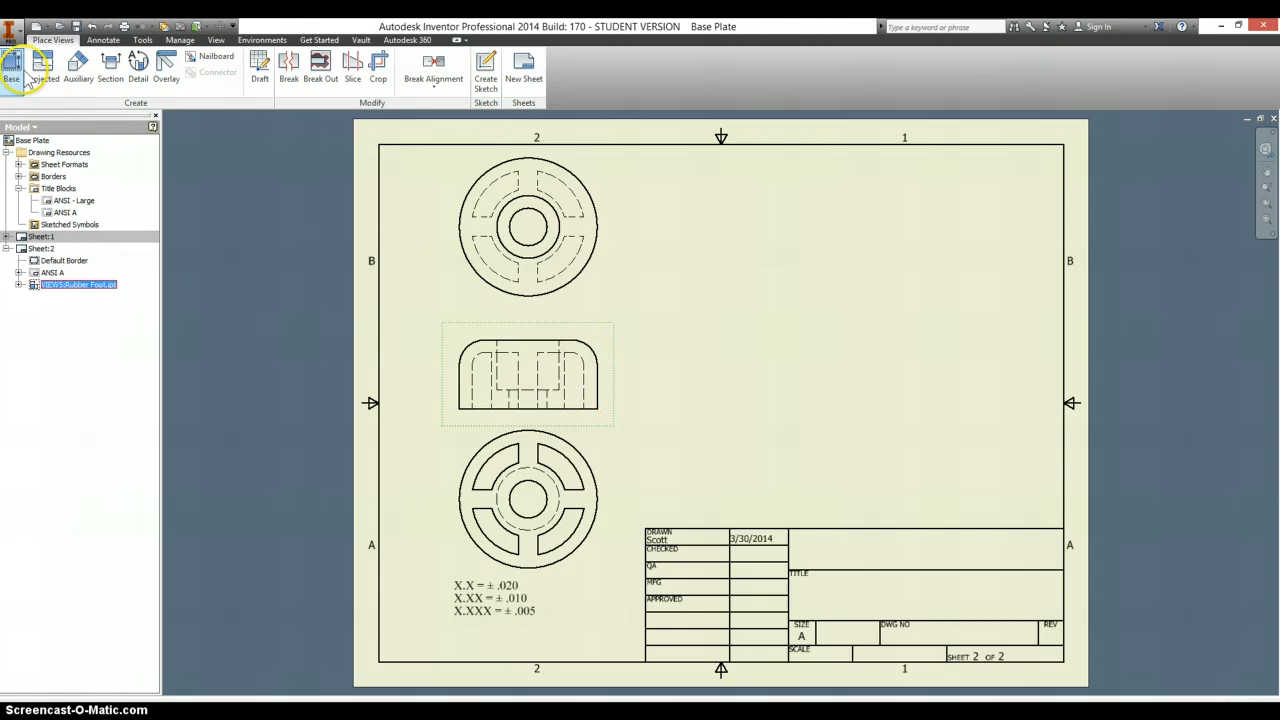 Autodesk Inventor Professional 2014 Build: 170 - STUDENT VERSION Base Plate
Type a keyword or phrase
Sign In
PRO
Place Views Annotate Tools Manage View Environments Get Started Vault Autodesk 360
Base Projected Auxiliary Section Detail Overlay
Nailboard
Connector
Draft Break Break Out Slice Crop Break Alignment Create Sketch New Sheet
Create Modify Sketch Sheets
Model
Base Plate
Drawing Resources
Sheet Formats
Borders
Title Blocks
ANSI - Large
ANSI A
Sketched Symbols
Sheet:1
Sheet:2
Default Border
ANSI A
VIEW5:Rubber Foot.ipt
2 1
B B
A A
X.X = ± .020
X.XX = ± .010
X.XXX = ± .005
DRAWN
Scott 3/30/2014
CHECKED
QA
MFG
APPROVED
TITLE
SIZE
A
DWG NO
REV
SCALE
SHEET 2 OF 2
2 1
Screencast-O-Matic.com